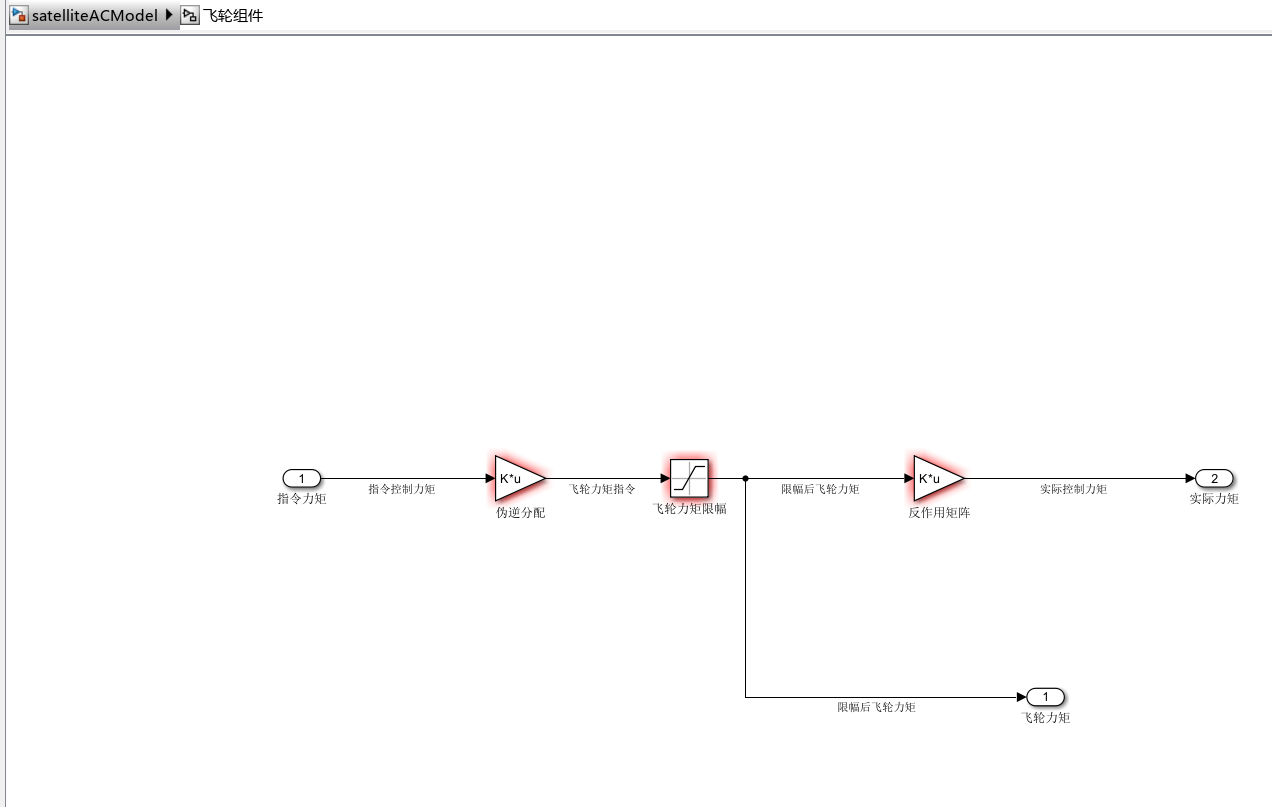 satelliteACModel
飞轮组件
1
指令力矩
指令控制力矩
K*u
伪逆分配
飞轮力矩指令
飞轮力矩限幅
限幅后飞轮力矩
K*u
反作用矩阵
实际控制力矩
2
实际力矩
限幅后飞轮力矩
1
飞轮力矩